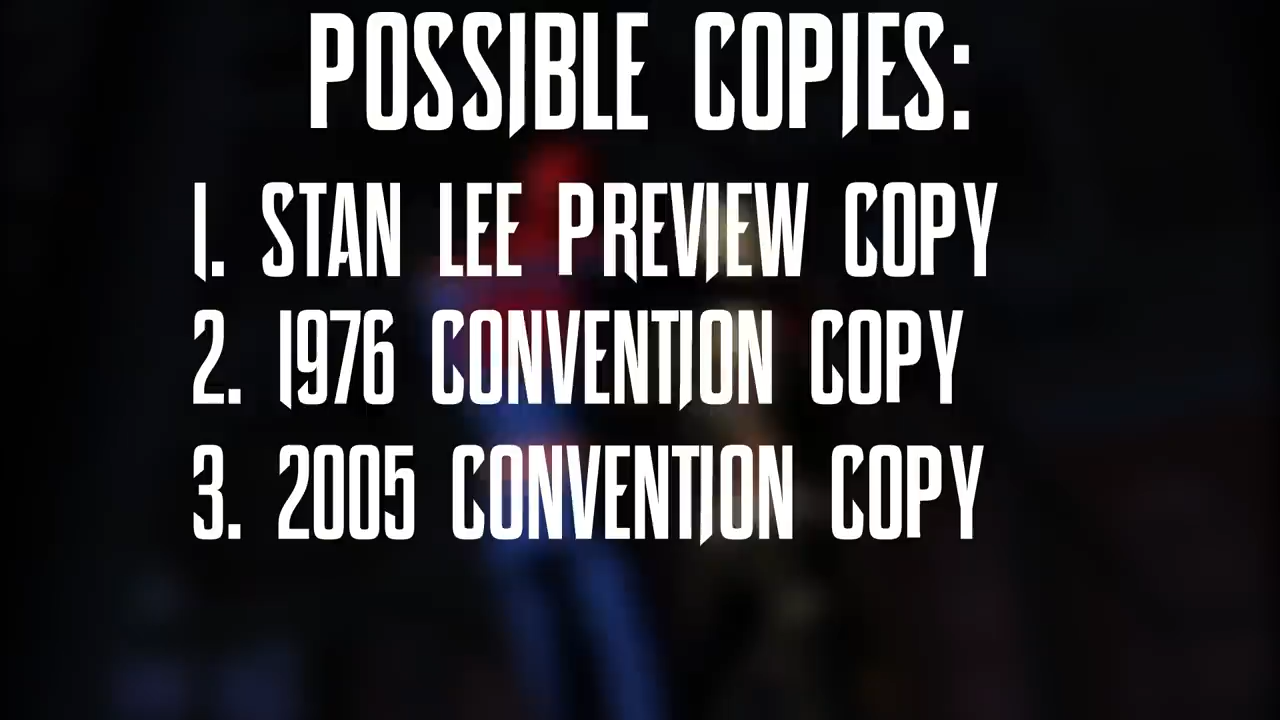 POSSIBLE COPIES:
1. STAN LEE PREVIEW COPY
2. 1976 CONVENTION COPY
3. 2005 CONVENTION COPY